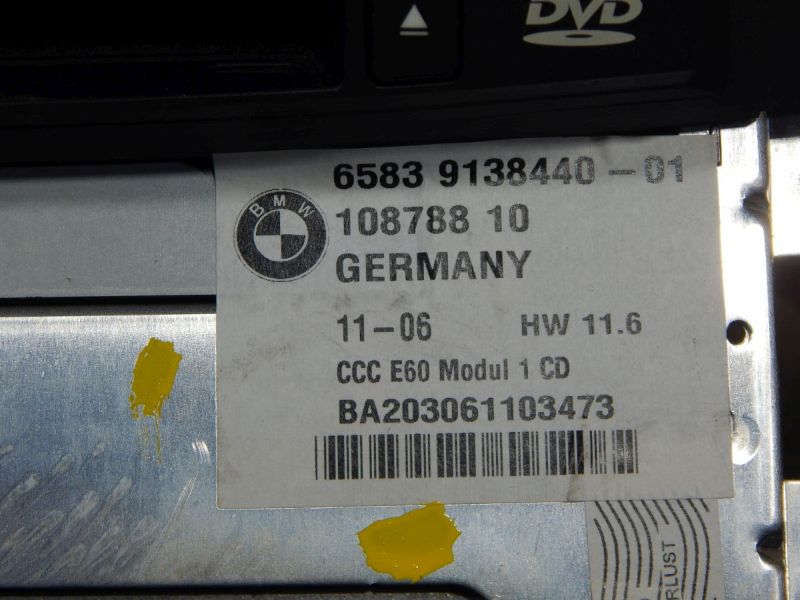 DVD
6583 9138440-01
BMW
108788 10
GERMANY
11-06 HW 11.6
CCC E60 Modul 1 CD
BA203061103473